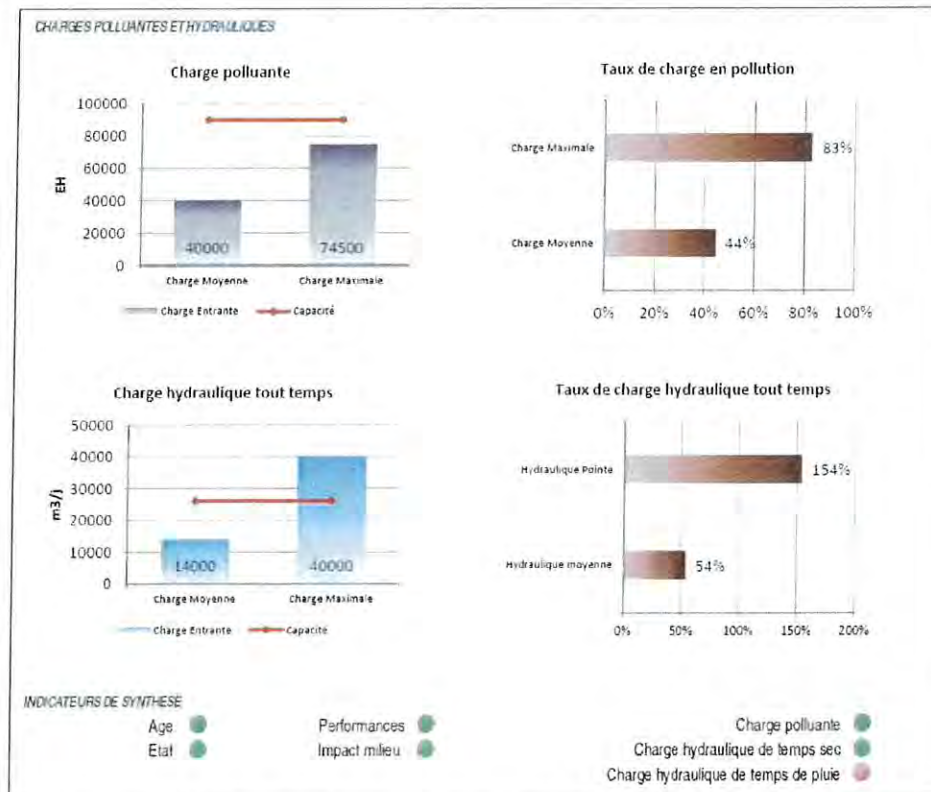 CHARGES POLLUANTES ET HYDRAULIQUES
Charge polluante
100000
80000
60000
40000
20000
0
EH
40000
74500
Charge Moyenne
Charge Maximale
Charge Entrante
Capacité
Taux de charge en pollution
Charge Maximale
83%
Charge Moyenne
44%
0% 20% 40% 60% 80% 100%
Charge hydraulique tout temps
50000
40000
30000
20000
10000
0
m3/j
14000
40000
Charge Moyenne
Charge Maximale
Charge Entrante
Capacité
Taux de charge hydraulique tout temps
Hydraulique Pointe
154%
Hydraulique moyenne
54%
0% 50% 100% 150% 200%
INDICATEURS DE SYNTHESE
Age
Etat
Performances
Impact milieu
Charge polluante
Charge hydraulique de temps sec
Charge hydraulique de temps de pluie